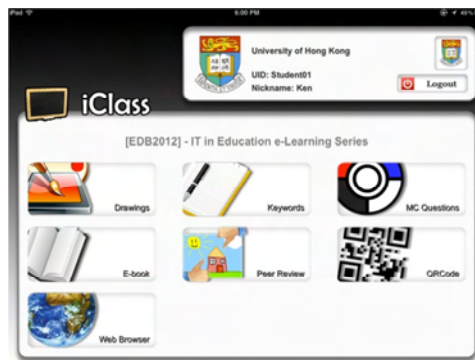 iPad
6:00 PM
49%
University of Hong Kong
UID: Student01
Nickname: Ken
Logout
iClass
[EDB2012] - IT in Education e-Learning Series
Drawings
Keywords
MC Questions
E-book
Peer Review
QRCode
Web Browser